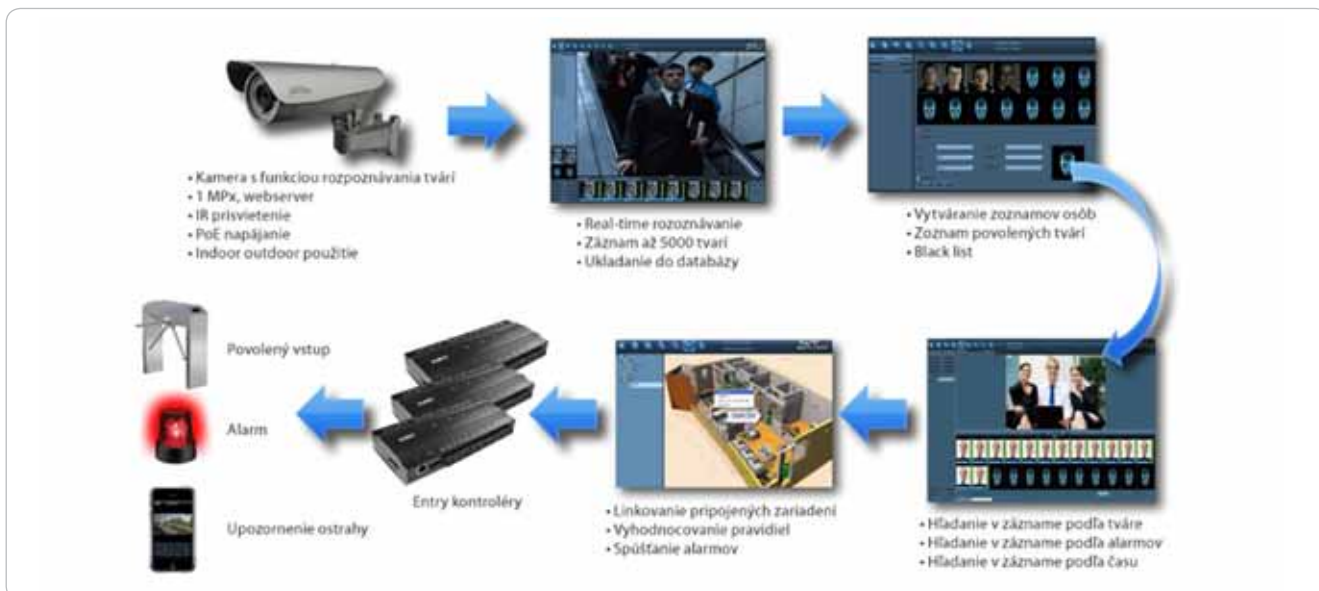 • Kamera s funkciou rozpoznávania tvárí
• 1 MPx, webserver
• IR prisvietenie
• PoE napájanie
• Indoor outdoor použitie
• Real-time rozoznávanie
• Záznam až 5000 tvarí
• Ukladanie do databázy
• Vytváranie zoznamov osôb
• Zoznam povolených tvárí
• Black list
• Hľadanie v zázname podľa tváre
• Hľadanie v zázname podľa alarmov
• Hľadanie v zázname podľa času
• Linkovanie pripojených zariadení
• Vyhodnocovanie pravidiel
• Spúšťanie alarmov
Entry kontroléry
Povolený vstup
Alarm
Upozornenie ostrahy